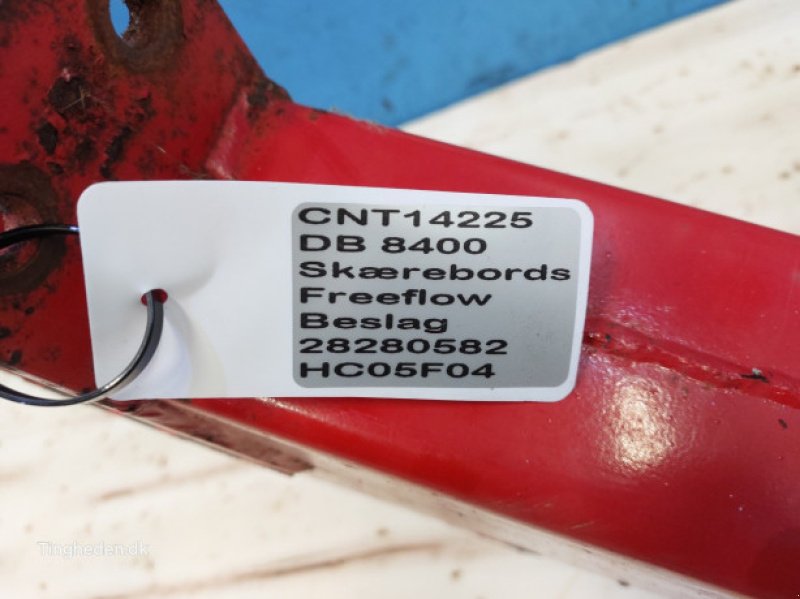 CNT14225
DB 8400
Skærebords
Freeflow
Beslag
28280582
HC05F04
Tingheden.dk